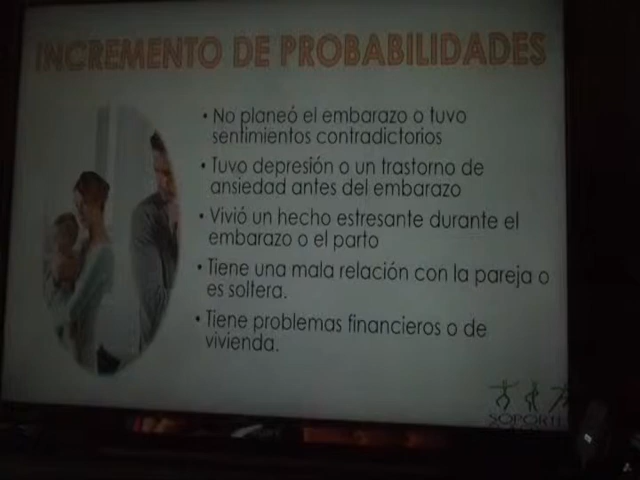 INCREMENTO DE PROBABILIDADES
• No planeó el embarazo o tuvo
sentimientos contradictorios
• Tuvo depresión o un trastorno de
ansiedad antes del embarazo
• Vivió un hecho estresante durante el
embarazo o el parto
• Tiene una mala relación con la pareja o
es soltera.
• Tiene problemas financieros o de
vivienda.